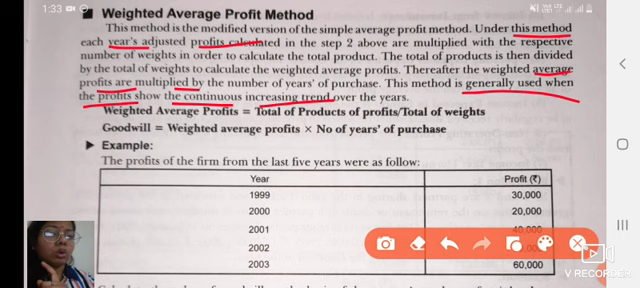 1:33
Weighted Average Profit Method
This method is the modified version of the simple average profit method. Under this method
each year's adjusted profits calculated in the step 2 above are multiplied with the respective
number of weights in order to calculate the total product. The total of products is then divided
by the total of weights to calculate the weighted average profits. Thereafter the weighted average
profits are multiplied by the number of years' of purchase. This method is generally used when
the profits show the continuous increasing trend over the years.
Weighted Average Profits = Total of Products of profits/Total of weights
Goodwill = Weighted average profits × No of years' of purchase
► Example:
The profits of the firm from the last five years were as follow:
Year Profit (₹)
1999 30,000
2000 20,000
2001
2002
2003 60,000
V RECORDER